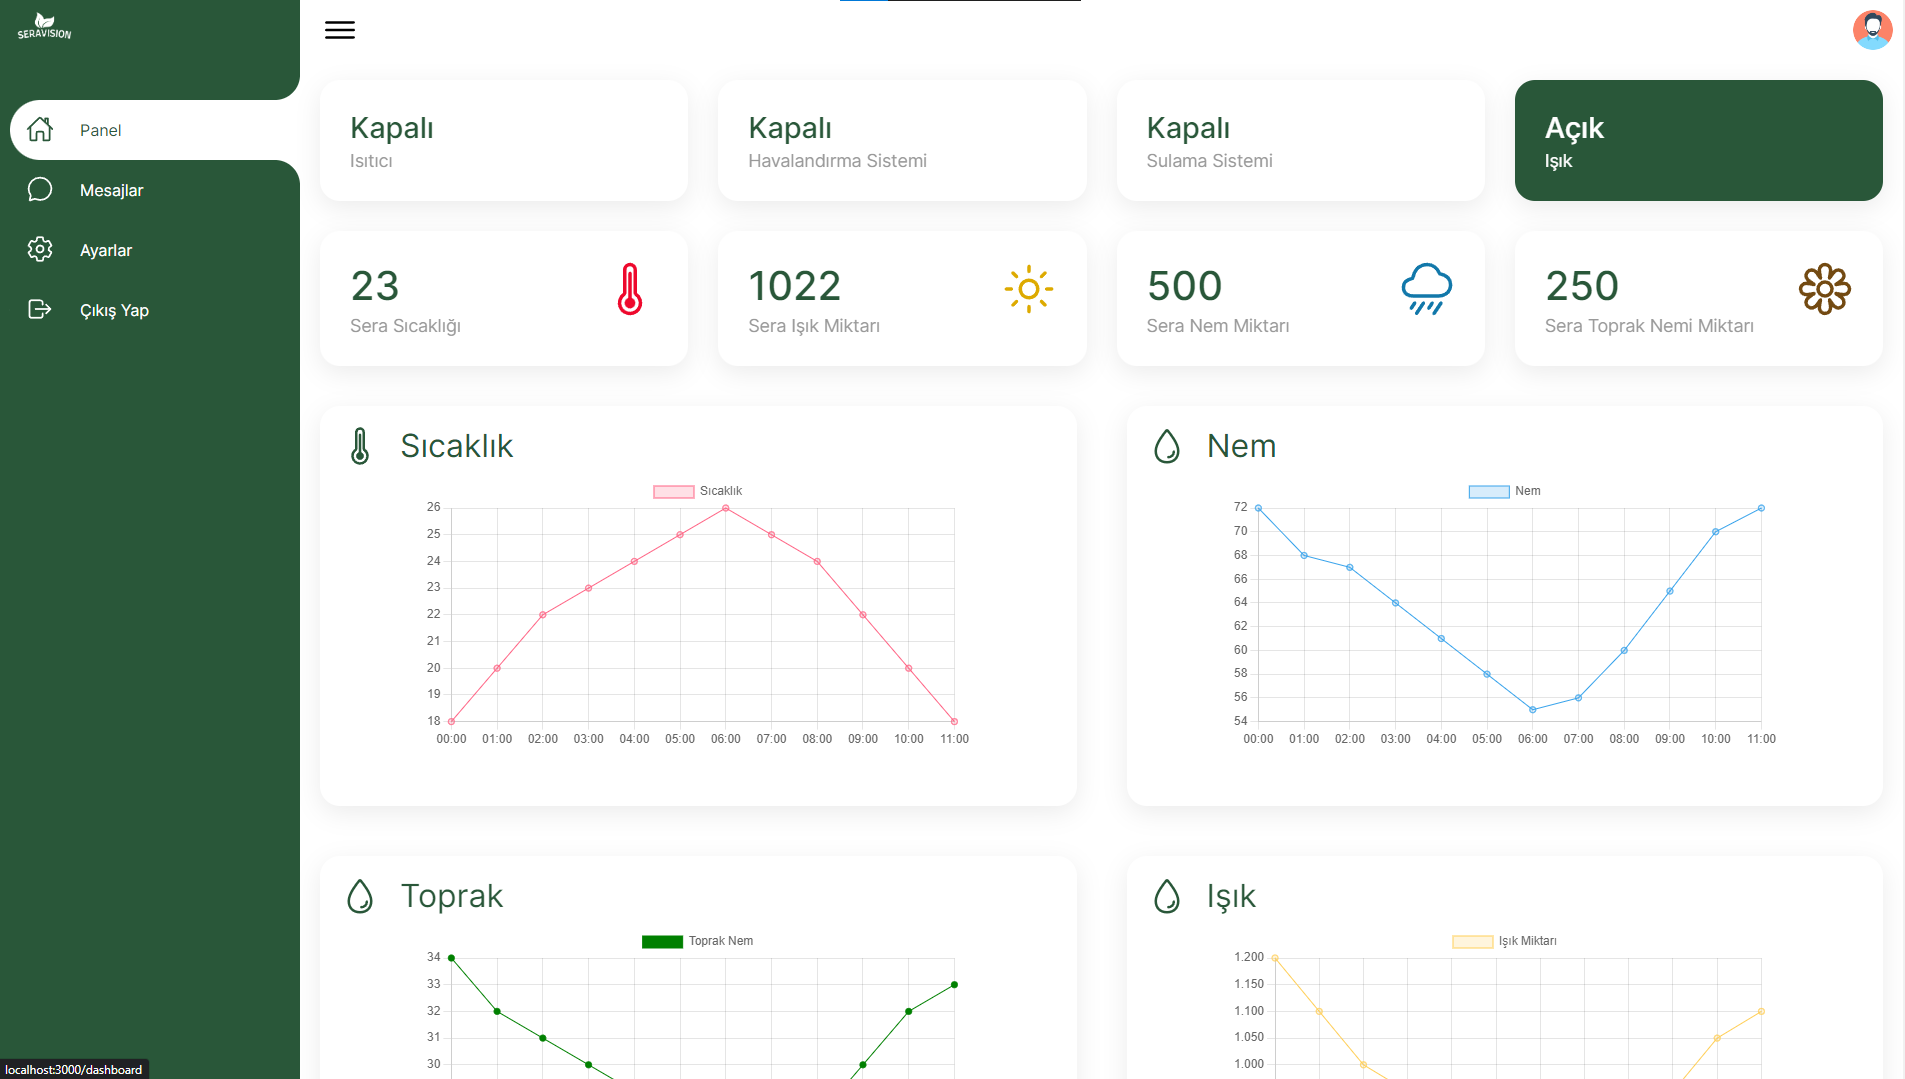 SERAVISION
Panel
Mesajlar
Ayarlar
Çıkış Yap
Kapalı
Isıtıcı
Kapalı
Havalandırma Sistemi
Kapalı
Sulama Sistemi
Açık
Işık
23
Sera Sıcaklığı
1022
Sera Işık Miktarı
500
Sera Nem Miktarı
250
Sera Toprak Nemi Miktarı
Sıcaklık
Sıcaklık
26
25
24
23
22
21
20
19
18
00:00 01:00 02:00 03:00 04:00 05:00 06:00 07:00 08:00 09:00 10:00 11:00
Nem
Nem
72
70
68
66
64
62
60
58
56
54
00:00 01:00 02:00 03:00 04:00 05:00 06:00 07:00 08:00 09:00 10:00 11:00
Toprak
Toprak Nem
34
33
32
31
30
Işık
Işık Miktarı
1.200
1.150
1.100
1.050
1.000
localhost:3000/dashboard